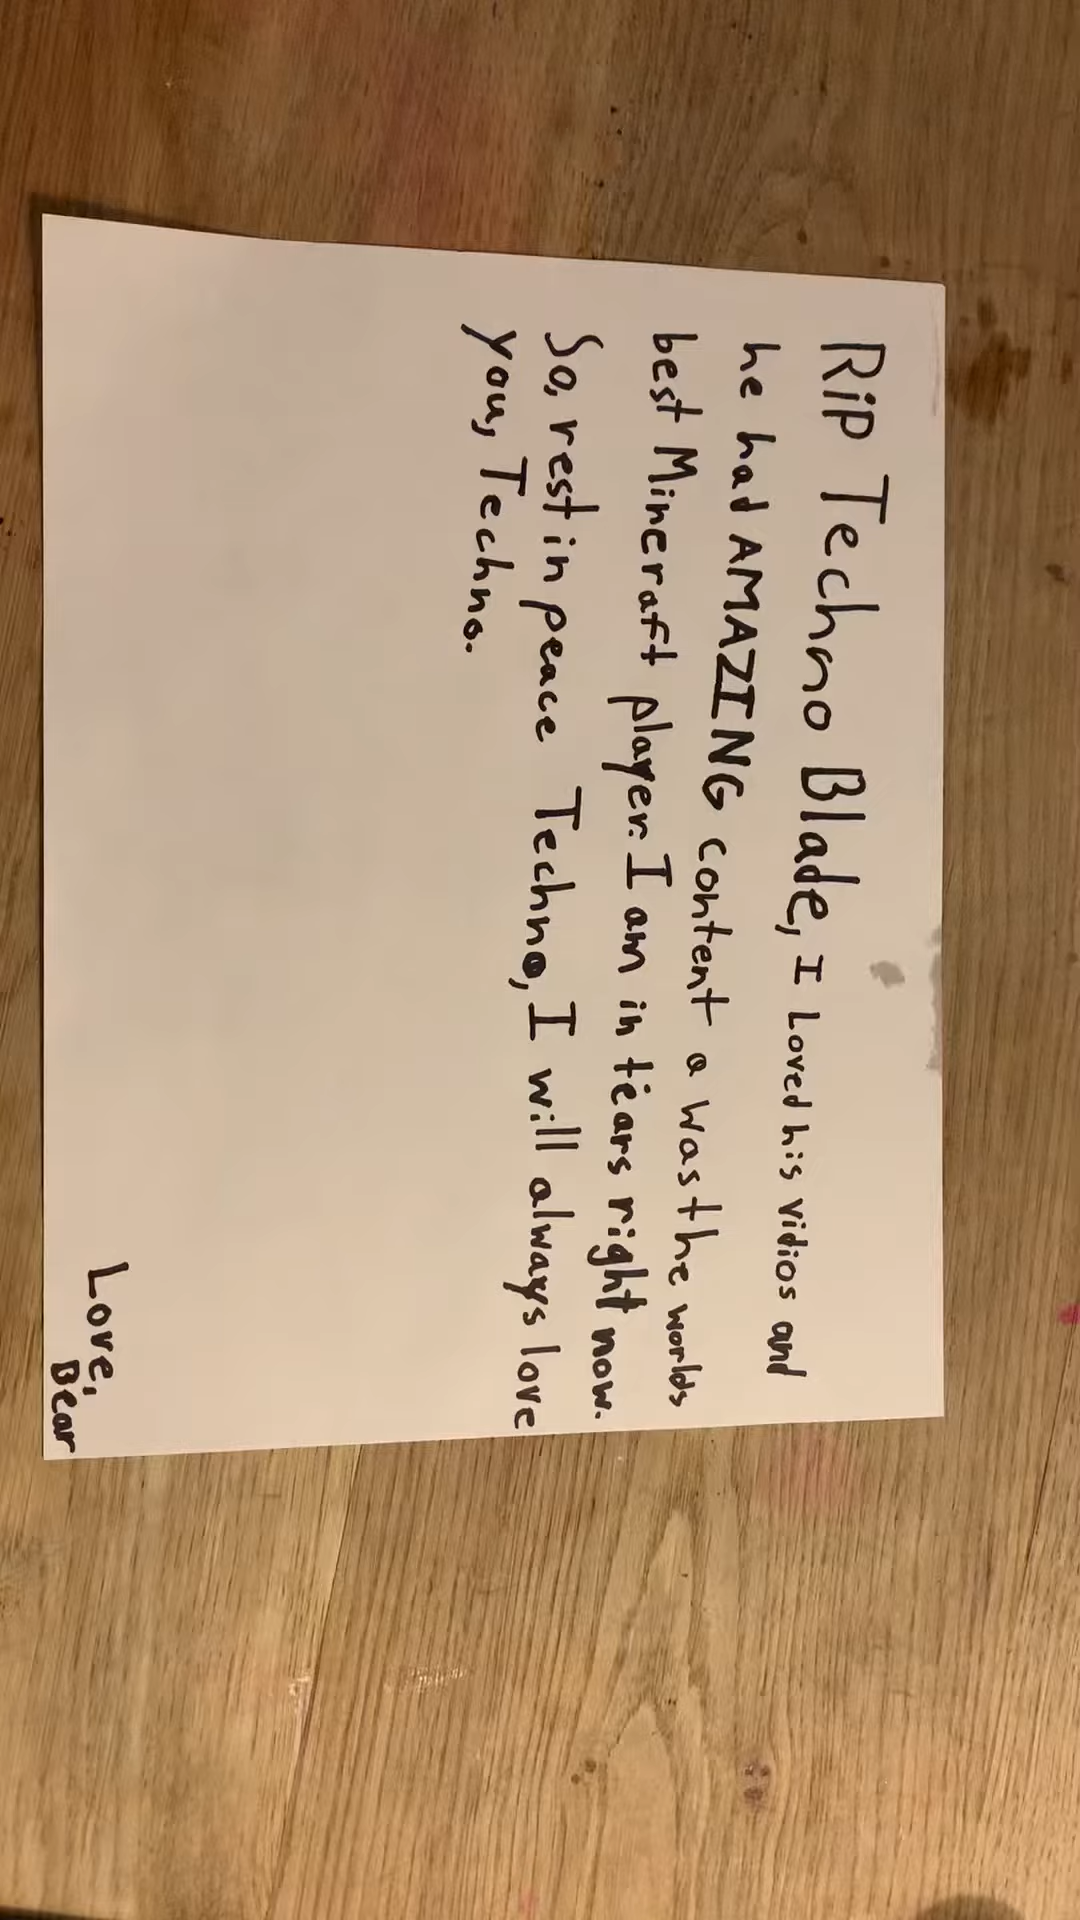 RiP Techno Blade, I Loved his vidios and
he had AMAZING content a was the worlds
best Minecraft player. I am in tears right now.
So, rest in peace Techno, I will always love
you, Techno.
Love,
Bear